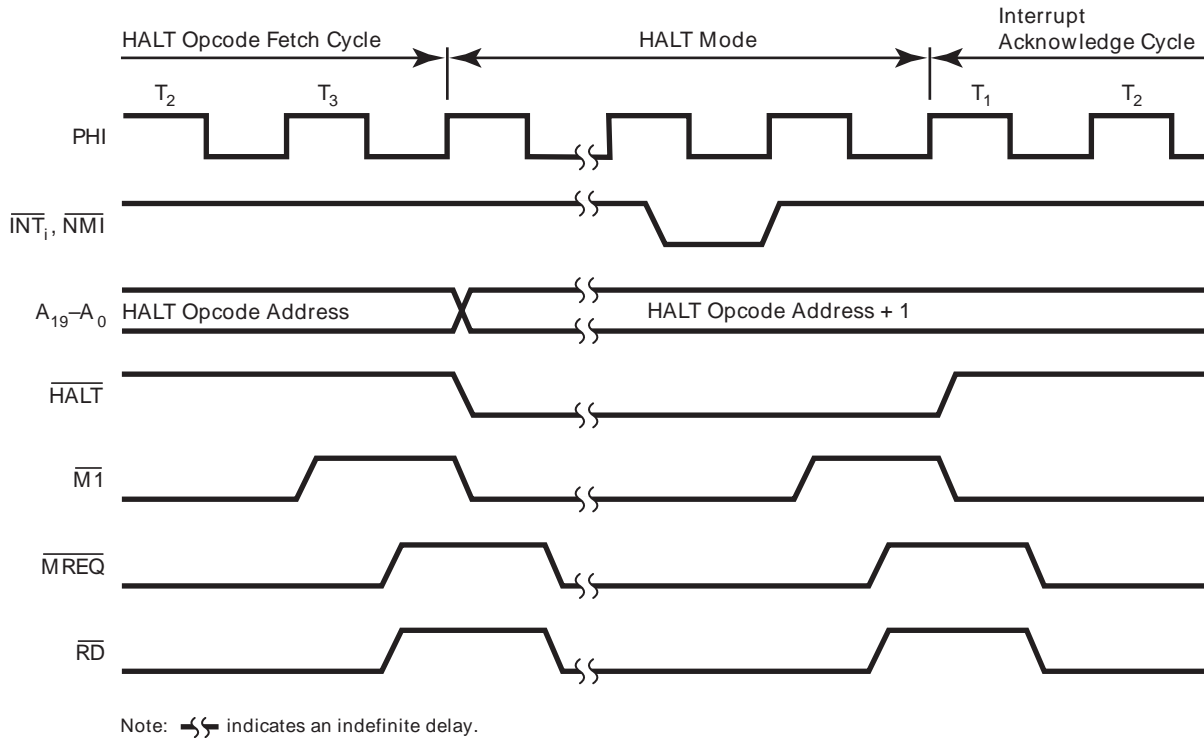 HALT Opcode Fetch Cycle
HALT Mode
Interrupt
Acknowledge Cycle
T2
T3
T1
T2
PHI
INTi, NMI
A19–A0
HALT Opcode Address
HALT Opcode Address + 1
HALT
M1
MREQ
RD
Note: indicates an indefinite delay.